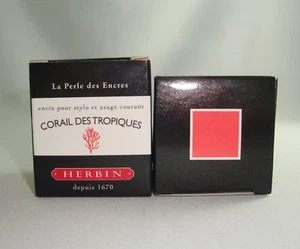 La Perle des Encres
encre pour stylo et usage courant
CORAIL DES TROPIQUES
HERBIN
depuis 1670